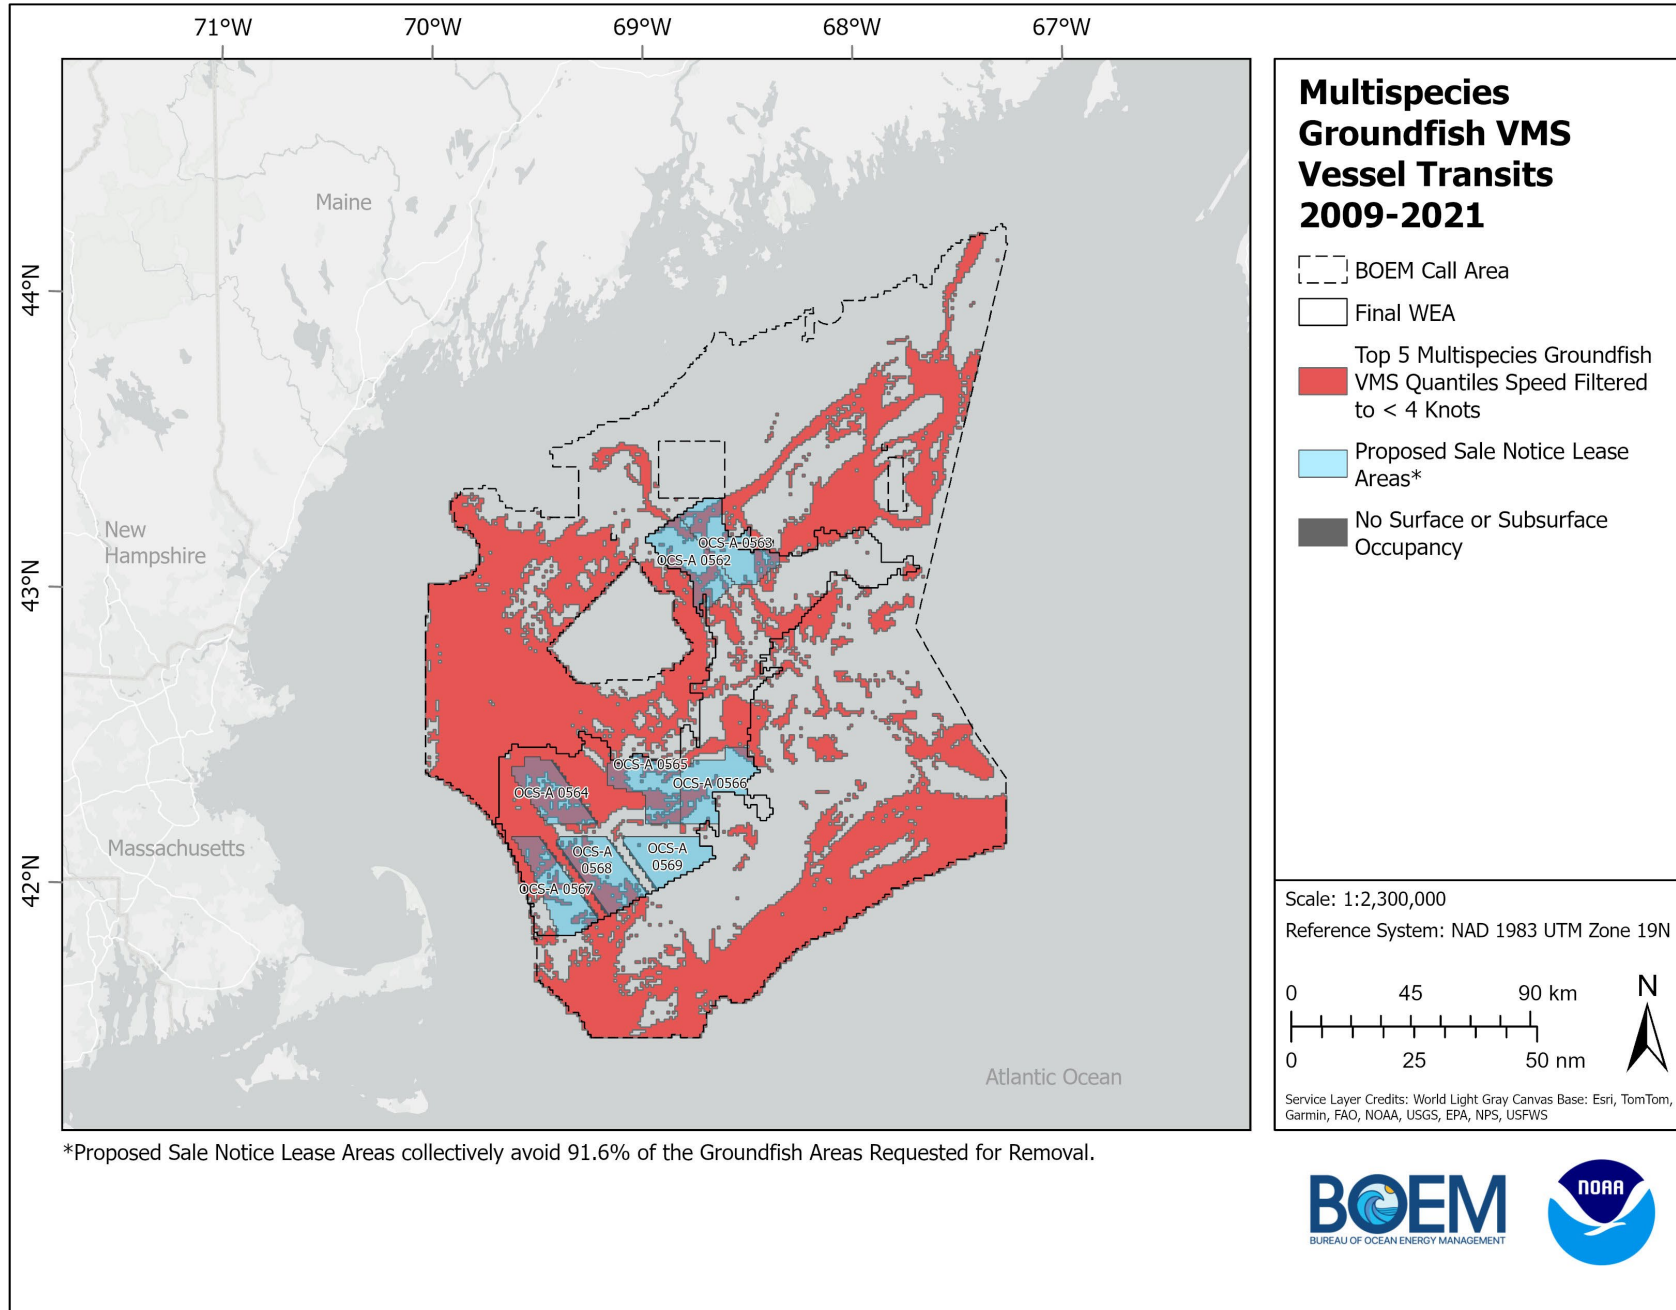 71°W
70°W
69°W
68°W
67°W
44°N
43°N
42°N
Maine
New
Hampshire
Massachusetts
Atlantic Ocean
OCS-A 0563
OCS-A 0562
OCS-A 0565
OCS-A 0566
OCS-A 0564
OCS-A
0568
OCS-A
0569
OCS-A 0567
Multispecies
Groundfish VMS
Vessel Transits
2009-2021
BOEM Call Area
Final WEA
Top 5 Multispecies Groundfish
VMS Quantiles Speed Filtered
to < 4 Knots
Proposed Sale Notice Lease
Areas*
No Surface or Subsurface
Occupancy
Scale: 1:2,300,000
Reference System: NAD 1983 UTM Zone 19N
0 45 90 km
0 25 50 nm
N
Service Layer Credits: World Light Gray Canvas Base: Esri, TomTom,
Garmin, FAO, NOAA, USGS, EPA, NPS, USFWS
*Proposed Sale Notice Lease Areas collectively avoid 91.6% of the Groundfish Areas Requested for Removal.
BOEM
BUREAU OF OCEAN ENERGY MANAGEMENT
NOAA